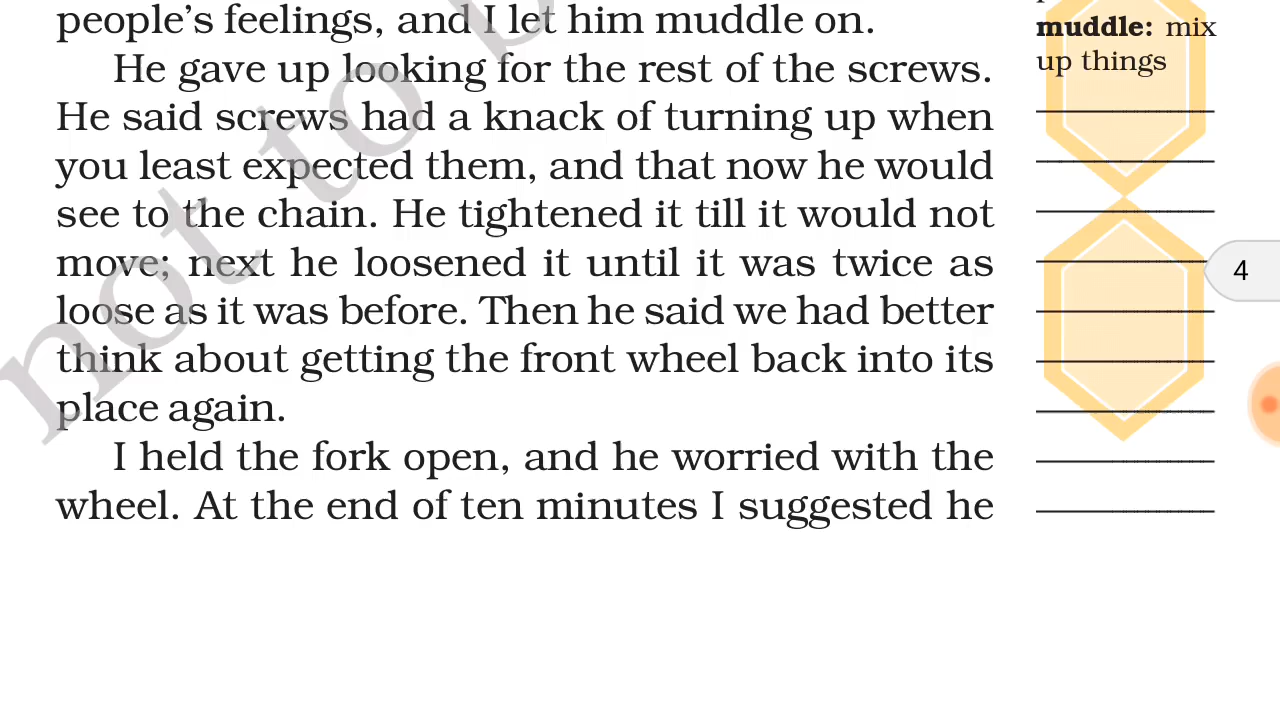 people's feelings, and I let him muddle on.
He gave up looking for the rest of the screws.
He said screws had a knack of turning up when
you least expected them, and that now he would
see to the chain. He tightened it till it would not
move; next he loosened it until it was twice as
loose as it was before. Then he said we had better
think about getting the front wheel back into its
place again.
I held the fork open, and he worried with the
wheel. At the end of ten minutes I suggested he
muddle: mix
up things
4
not to b